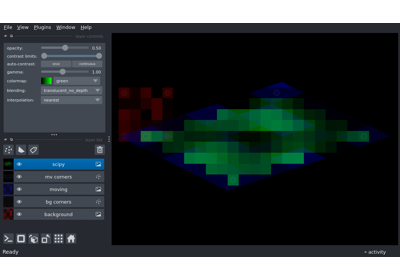 File View Plugins Window Help
opacity: 0.50
contrast limits:
auto-contrast: once continuous
gamma: 1.00
colormap: green
blending: translucent_no_depth
interpolation: nearest
scipy
mv corners
moving
bg corners
background
Ready
activity